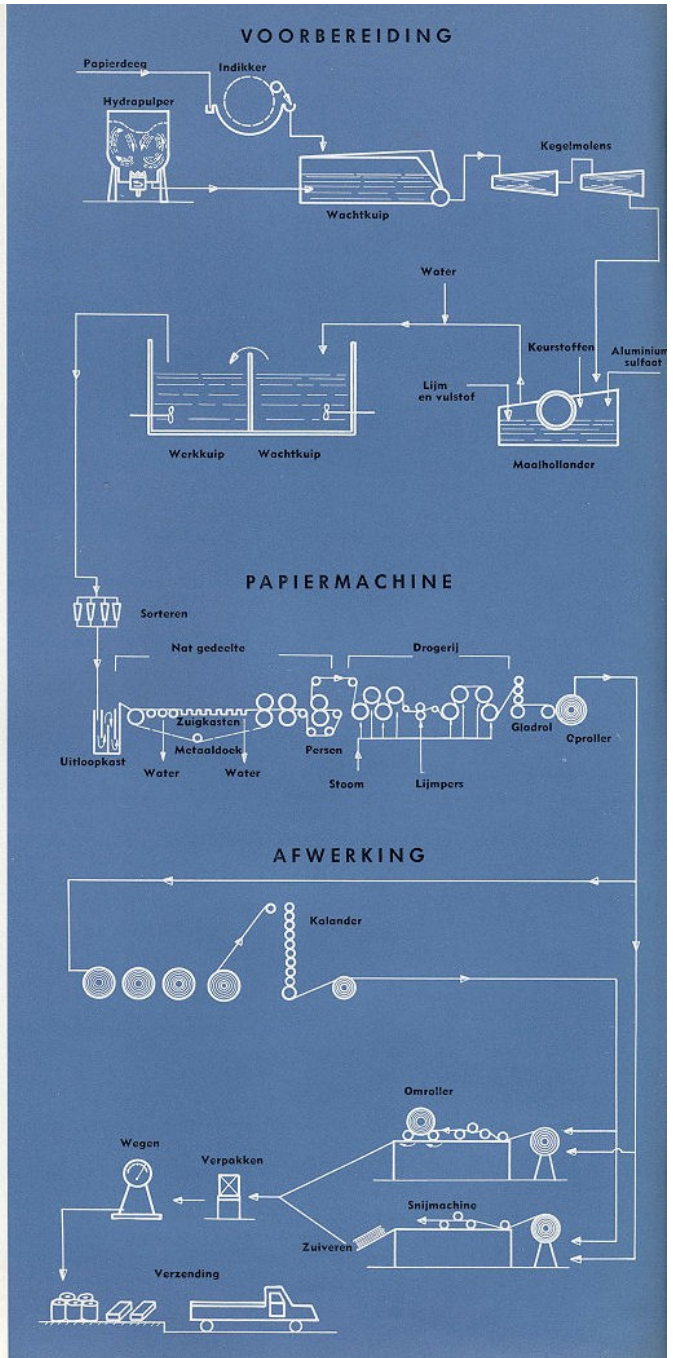 VOORBEREIDING
Papierdeeg
Indikker
Hydrapulper
Kegelmolens
Wachtkuip
Water
Keurstoffen
Aluminium
sulfaat
Lijm
en vulstof
Werkkuip
Wachtkuip
Maalhollander
PAPIERMACHINE
Sorteren
Nat gedeelte
Drogerij
Zuigkasten
Gladrol
Oproller
Metaaldoek
Persen
Uitloopkast
Water
Water
Stoom
Lijmpers
AFWERKING
Kalander
Omroller
Wegen
Verpakken
Snijmachine
Zuiveren
Verzending